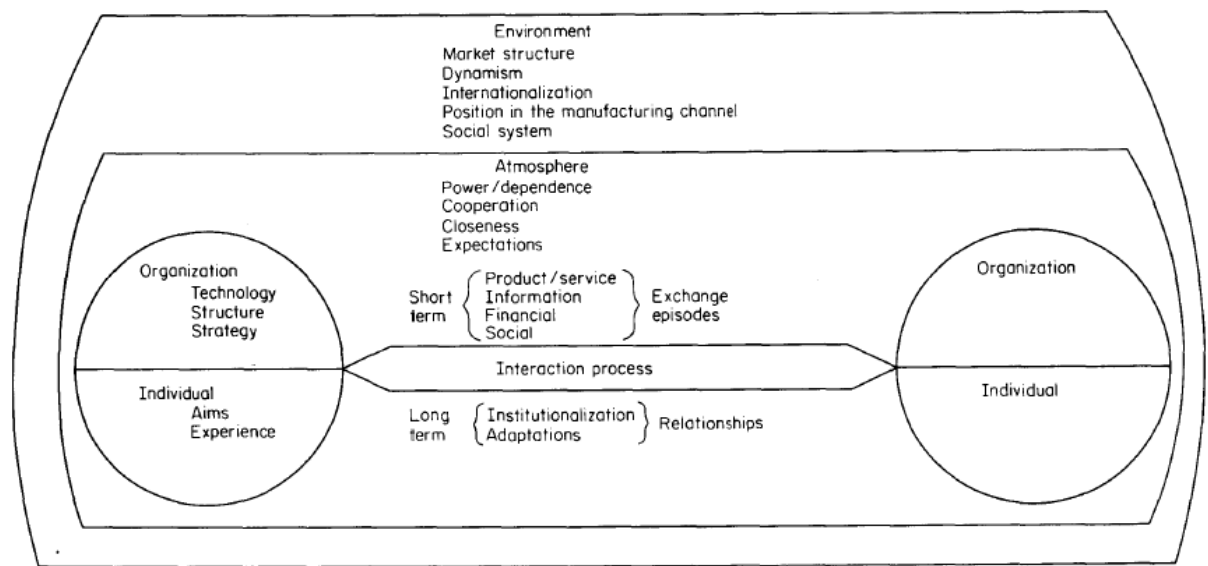 Environment
Market structure
Dynamism
Internationalization
Position in the manufacturing channel
Social system
Atmosphere
Power/dependence
Cooperation
Closeness
Expectations
Organization
Technology
Structure
Strategy
Individual
Aims
Experience
Short
term
Product/service
Information
Financial
Social
Exchange
episodes
Interaction process
Long
term
Institutionalization
Adaptations
Relationships
Organization
Individual